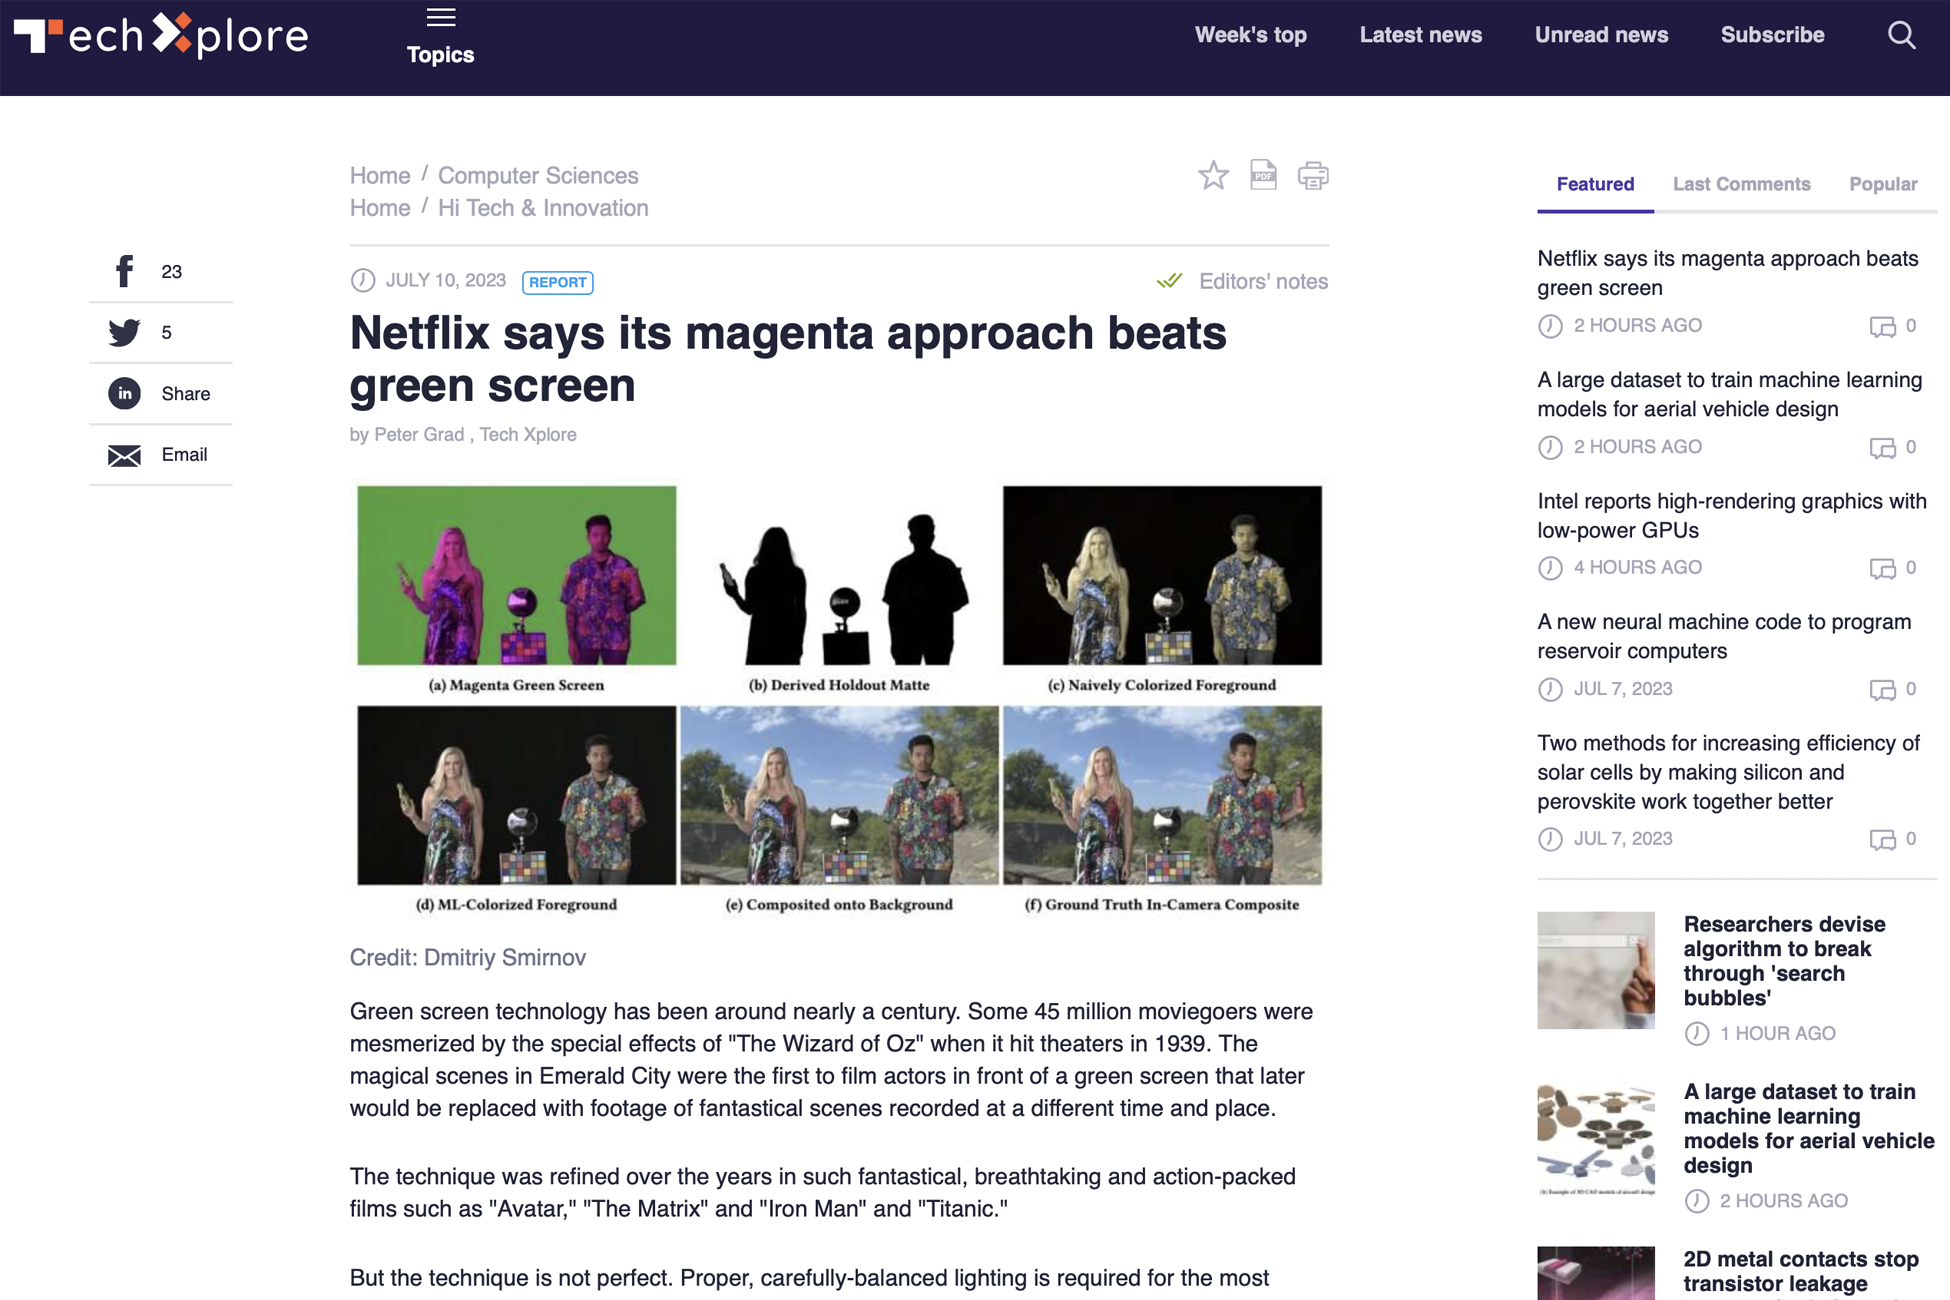 Tech Xplore
Topics
Week's top
Latest news
Unread news
Subscribe
Home / Computer Sciences
Home / Hi Tech & Innovation
PDF
23
5
in Share
Email
JULY 10, 2023 REPORT
Editors' notes
Netflix says its magenta approach beats
green screen
by Peter Grad , Tech Xplore
(a) Magenta Green Screen
(b) Derived Holdout Matte
(c) Naively Colorized Foreground
(d) ML-Colorized Foreground
(e) Composited onto Background
(f) Ground Truth In-Camera Composite
Credit: Dmitriy Smirnov
Green screen technology has been around nearly a century. Some 45 million moviegoers were
mesmerized by the special effects of "The Wizard of Oz" when it hit theaters in 1939. The
magical scenes in Emerald City were the first to film actors in front of a green screen that later
would be replaced with footage of fantastical scenes recorded at a different time and place.
The technique was refined over the years in such fantastical, breathtaking and action-packed
films such as "Avatar," "The Matrix" and "Iron Man" and "Titanic."
But the technique is not perfect. Proper, carefully-balanced lighting is required for the most
Featured
Last Comments
Popular
Netflix says its magenta approach beats
green screen
2 HOURS AGO
0
A large dataset to train machine learning
models for aerial vehicle design
2 HOURS AGO
0
Intel reports high-rendering graphics with
low-power GPUs
4 HOURS AGO
0
A new neural machine code to program
reservoir computers
JUL 7, 2023
0
Two methods for increasing efficiency of
solar cells by making silicon and
perovskite work together better
JUL 7, 2023
0
Researchers devise
algorithm to break
through 'search
bubbles'
1 HOUR AGO
A large dataset to train
machine learning
models for aerial vehicle
design
2 HOURS AGO
2D metal contacts stop
transistor leakage